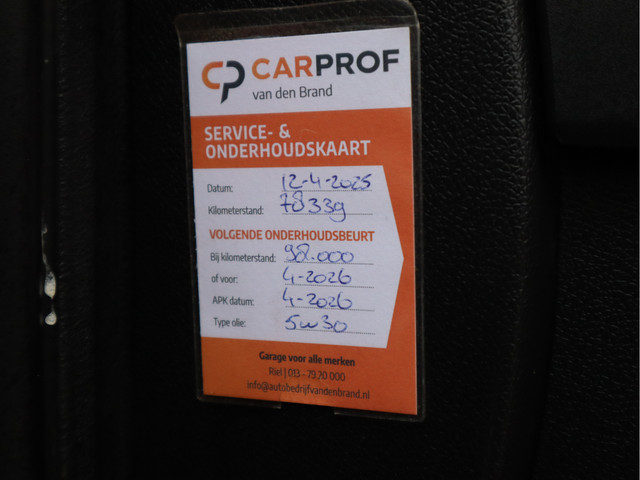 CP CARPROF
van den Brand
SERVICE- &
ONDERHOUDSKAART
Datum: 12-4-2025
Kilometerstand: 78339
VOLGENDE ONDERHOUDSBEURT
Bij kilometerstand: 98.000
of voor: 4-2026
APK datum: 4-2026
Type olie: 5w30
Garage voor alle merken
Riel | 013 - 79.70.000
info@autobedrijfvandenbrand.nl